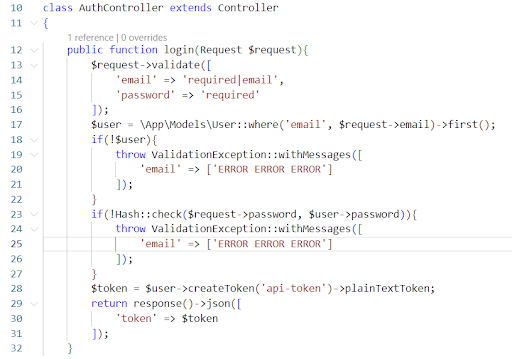 10 class AuthController extends Controller
11 {
1 reference | 0 overrides
12 public function login(Request $request){
13 $request->validate([
14 'email' => 'required|email',
15 'password' => 'required'
16 ]);
17 $user = \App\Models\User::where('email', $request->email)->first();
18 if(!$user){
19 throw ValidationException::withMessages([
20 'email' => ['ERROR ERROR ERROR']
21 ]);
22 }
23 if(!Hash::check($request->password, $user->password)){
24 throw ValidationException::withMessages([
25 'email' => ['ERROR ERROR ERROR']
26 ]);
27 }
28 $token = $user->createToken('api-token')->plainTextToken;
29 return response()->json([
30 'token' => $token
31 ]);
32 }